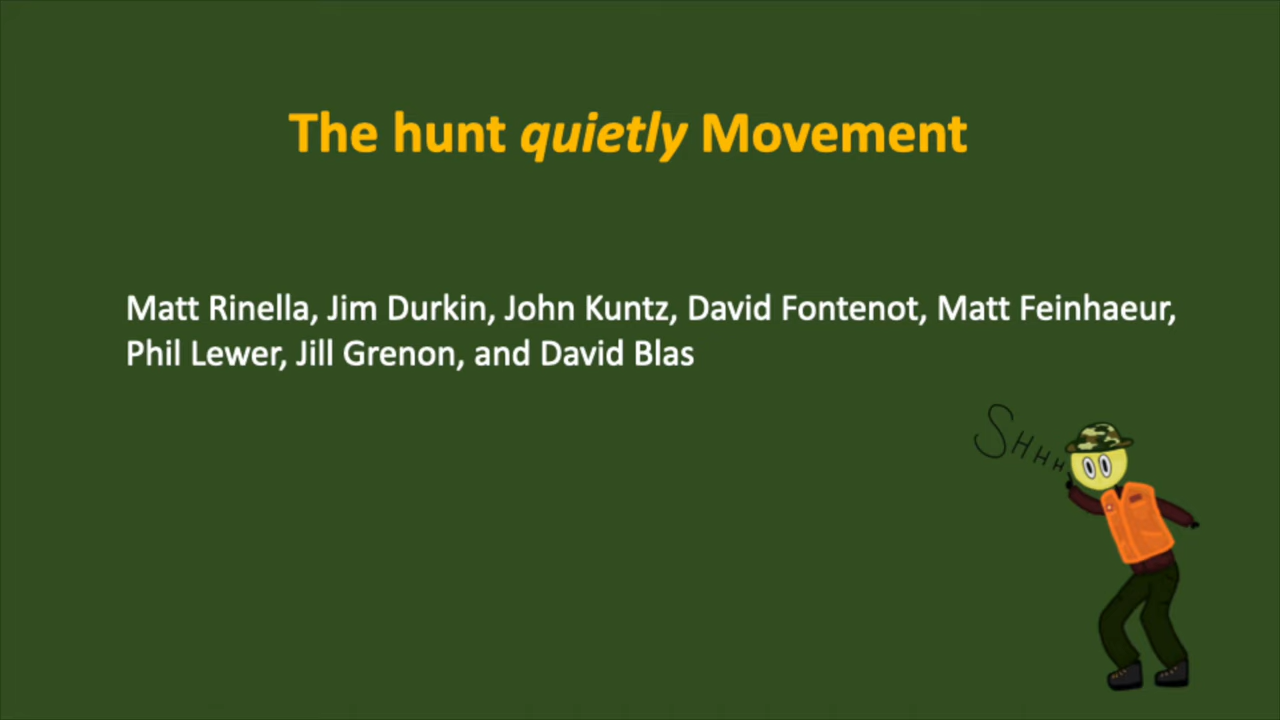 The hunt quietly Movement
Matt Rinella, Jim Durkin, John Kuntz, David Fontenot, Matt Feinhaeur,
Phil Lewer, Jill Grenon, and David Blas
SHHH